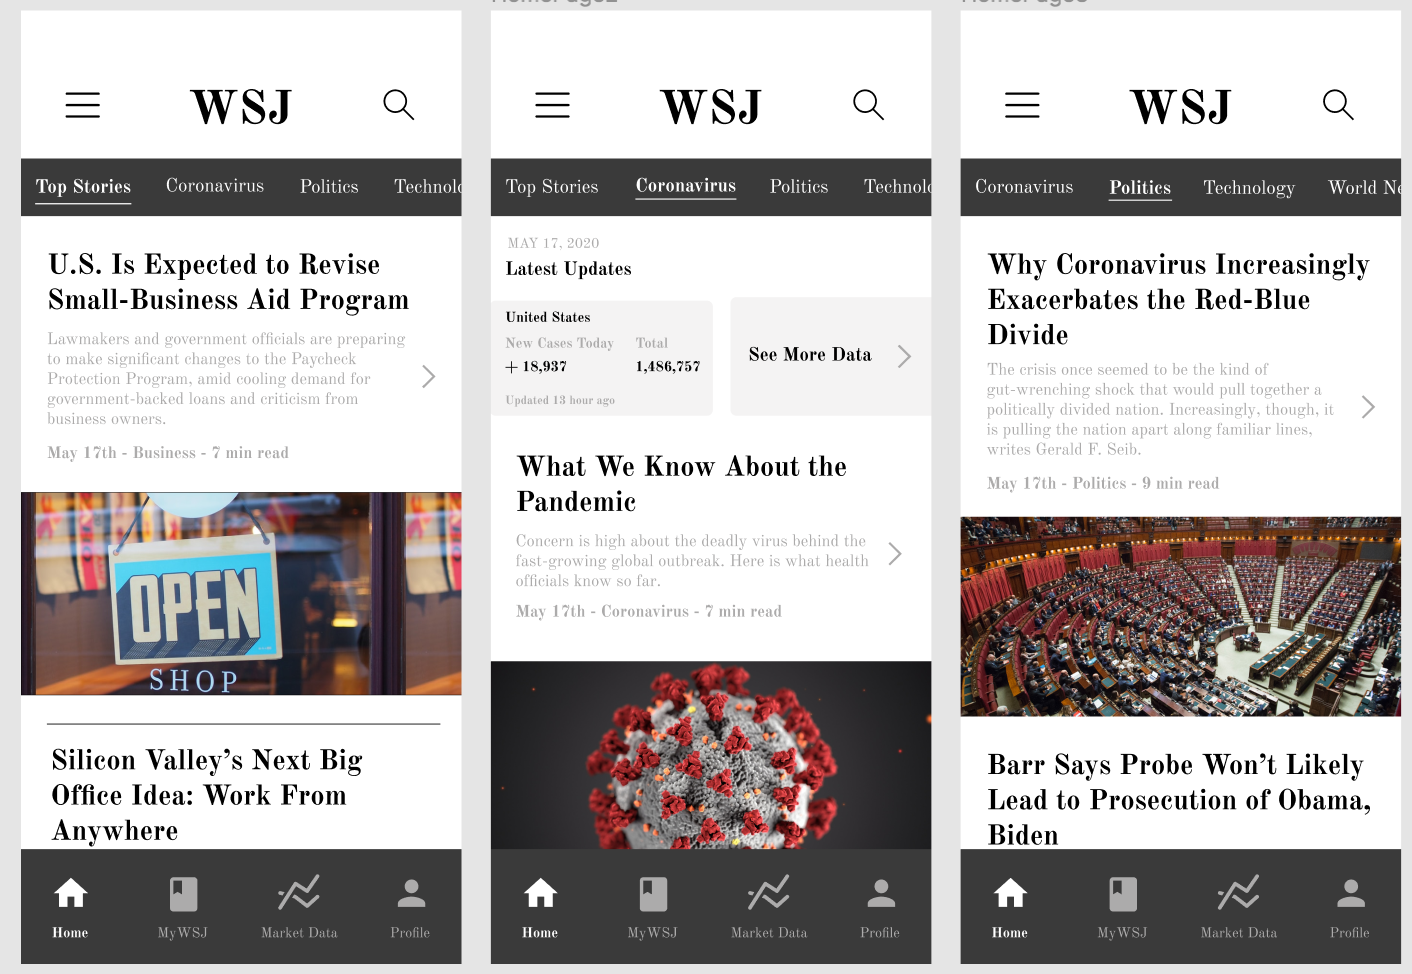 WSJ
Top Stories Coronavirus Politics Technolo
U.S. Is Expected to Revise
Small-Business Aid Program
Lawmakers and government officials are preparing
to make significant changes to the Paycheck
Protection Program, amid cooling demand for
government-backed loans and criticism from
business owners.
May 17th - Business - 7 min read
OPEN
SHOP
Silicon Valley’s Next Big
Office Idea: Work From
Anywhere
Home MyWSJ Market Data Profile
WSJ
Top Stories Coronavirus Politics Technolo
MAY 17, 2020
Latest Updates
United States
New Cases Today Total
+ 18,937 1,486,757
Updated 13 hour ago
See More Data
What We Know About the
Pandemic
Concern is high about the deadly virus behind the
fast-growing global outbreak. Here is what health
officials know so far.
May 17th - Coronavirus - 7 min read
Home MyWSJ Market Data Profile
WSJ
Coronavirus Politics Technology World Ne
Why Coronavirus Increasingly
Exacerbates the Red-Blue
Divide
The crisis once seemed to be the kind of
gut-wrenching shock that would pull together a
politically divided nation. Increasingly, though, it
is pulling the nation apart along familiar lines,
writes Gerald F. Seib.
May 17th - Politics - 9 min read
Barr Says Probe Won’t Likely
Lead to Prosecution of Obama,
Biden
Home MyWSJ Market Data Profile